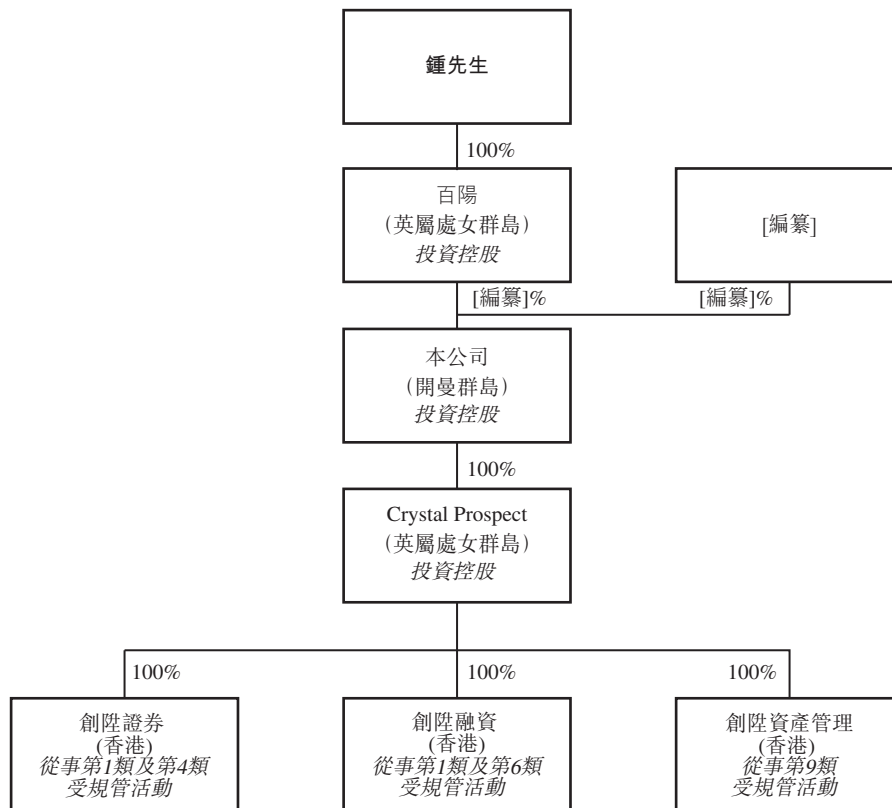 鍾先生
100%
百陽
（英屬處女群島）
投資控股
[編纂]
[編纂]%
[編纂]%
本公司
（開曼群島）
投資控股
100%
Crystal Prospect
（英屬處女群島）
投資控股
100%
100%
100%
創陞證券
(香港)
從事第1類及第4類
受規管活動
創陞融資
(香港)
從事第1類及第6類
受規管活動
創陞資產管理
(香港)
從事第9類
受規管活動